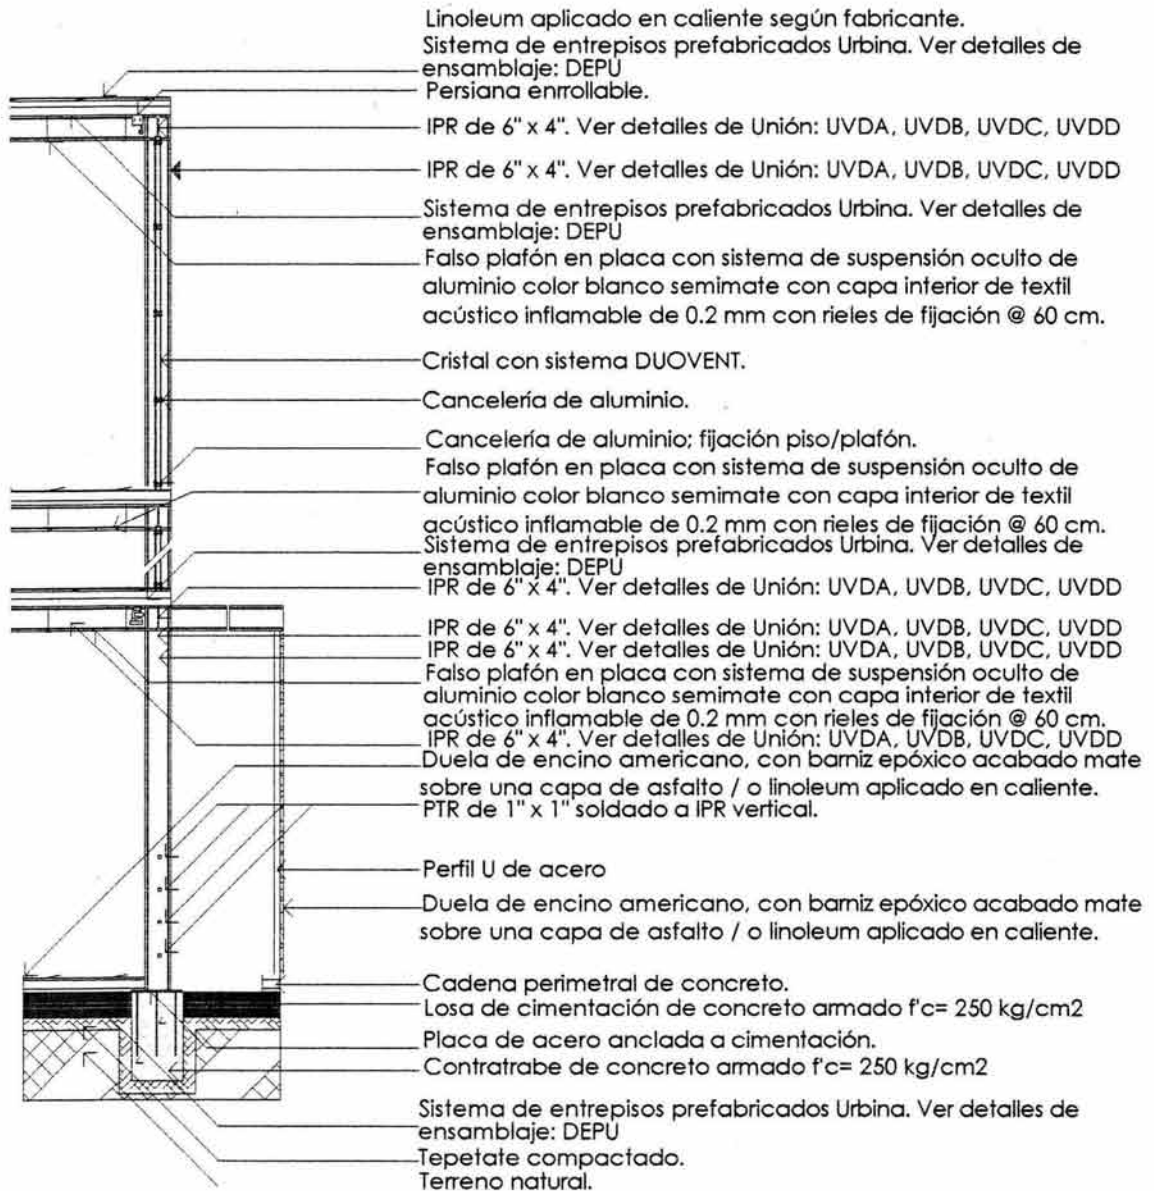 Linoleum aplicado en caliente según fabricante.
Sistema de entrepisos prefabricados Urbina. Ver detalles de
ensamblaje: DEPU
Persiana enrrollable.
IPR de 6" x 4". Ver detalles de Unión: UVDA, UVDB, UVDC, UVDD
IPR de 6" x 4". Ver detalles de Unión: UVDA, UVDB, UVDC, UVDD
Sistema de entrepisos prefabricados Urbina. Ver detalles de
ensamblaje: DEPU
Falso plafón en placa con sistema de suspensión oculto de
aluminio color blanco semimate con capa interior de textil
acústico inflamable de 0.2 mm con rieles de fijación @ 60 cm.
Cristal con sistema DUOVENT.
Cancelería de aluminio.
Cancelería de aluminio; fijación piso/plafón.
Falso plafón en placa con sistema de suspensión oculto de
aluminio color blanco semimate con capa interior de textil
acústico inflamable de 0.2 mm con rieles de fijación @ 60 cm.
Sistema de entrepisos prefabricados Urbina. Ver detalles de
ensamblaje: DEPU
IPR de 6" x 4". Ver detalles de Unión: UVDA, UVDB, UVDC, UVDD
IPR de 6" x 4". Ver detalles de Unión: UVDA, UVDB, UVDC, UVDD
IPR de 6" x 4". Ver detalles de Unión: UVDA, UVDB, UVDC, UVDD
Falso plafón en placa con sistema de suspensión oculto de
aluminio color blanco semimate con capa interior de textil
acústico inflamable de 0.2 mm con rieles de fijación @ 60 cm.
IPR de 6" x 4". Ver detalles de Unión: UVDA, UVDB, UVDC, UVDD
Duela de encino americano, con barniz epóxico acabado mate
sobre una capa de asfalto / o linoleum aplicado en caliente.
PTR de 1" x 1" soldado a IPR vertical.
Perfil U de acero
Duela de encino americano, con barniz epóxico acabado mate
sobre una capa de asfalto / o linoleum aplicado en caliente.
Cadena perimetral de concreto.
Losa de cimentación de concreto armado f'c= 250 kg/cm2
Placa de acero anclada a cimentación.
Contratrabe de concreto armado f'c= 250 kg/cm2
Sistema de entrepisos prefabricados Urbina. Ver detalles de
ensamblaje: DEPU
Tepetate compactado.
Terreno natural.